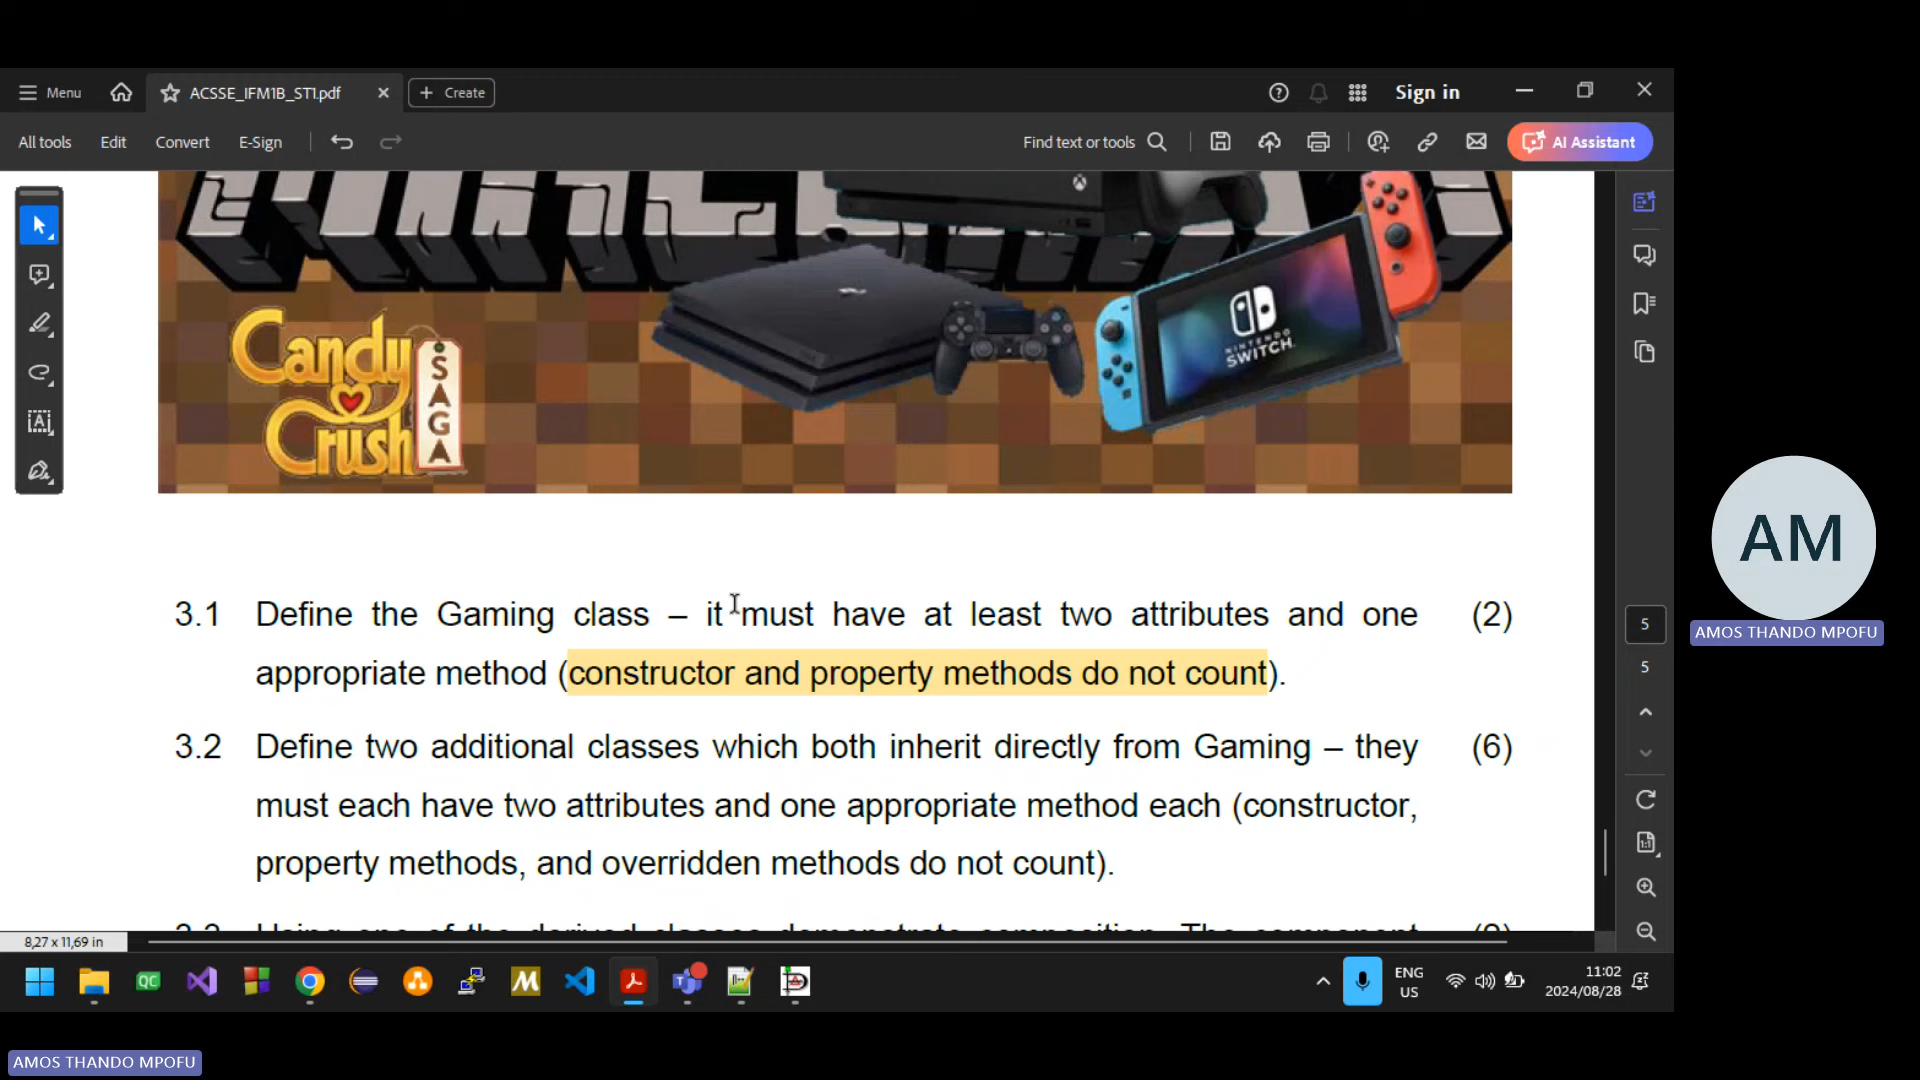 Menu
ACSSE_IFM1B_ST1.pdf
Create
Sign in
All tools
Edit
Convert
E-Sign
Find text or tools
AI Assistant
Candy
Crush
SAGA
NINTENDO
SWITCH
3.1 Define the Gaming class – it must have at least two attributes and one (2)
appropriate method (constructor and property methods do not count).
3.2 Define two additional classes which both inherit directly from Gaming – they (6)
must each have two attributes and one appropriate method each (constructor,
property methods, and overridden methods do not count).
5
5
1:1
8,27 x 11,69 in
QC
ENG
US
11:02
2024/08/28
AM
AMOS THANDO MPOFU
AMOS THANDO MPOFU